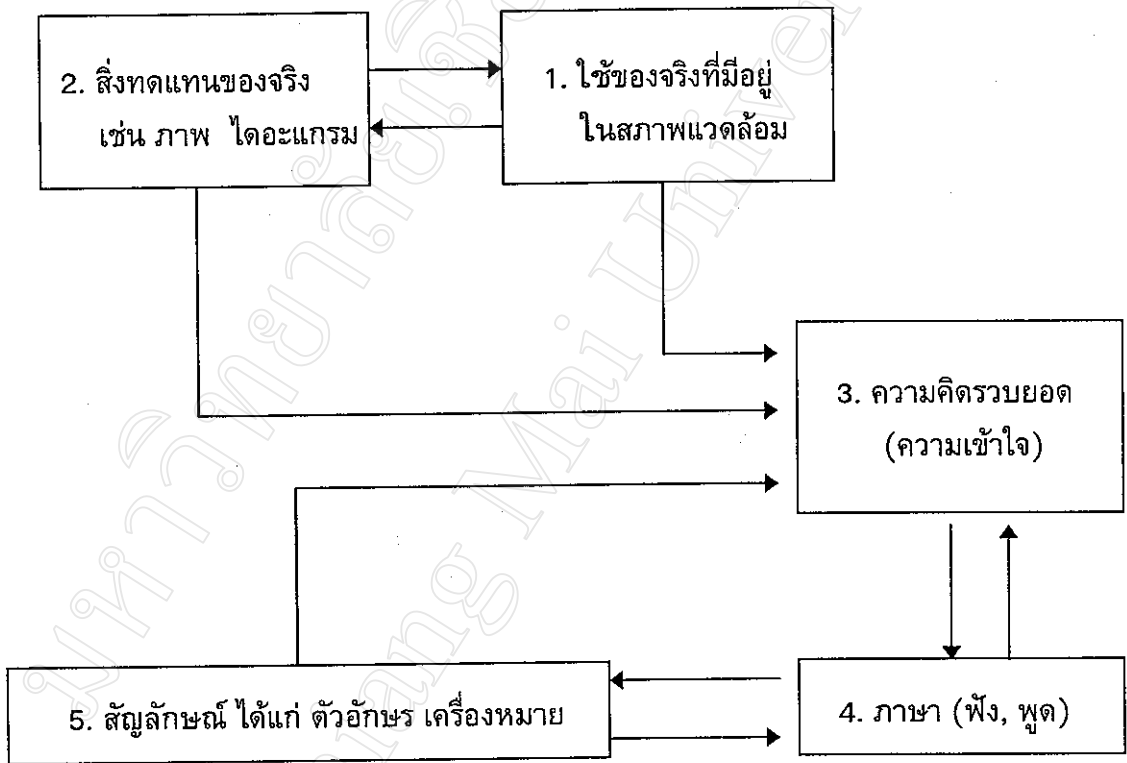 2. สิ่งทดแทนของจริง
เช่น ภาพ ไดอะแกรม
1. ใช้ของจริงที่มีอยู่
ในสภาพแวดล้อม
3. ความคิดรวบยอด
(ความเข้าใจ)
4. ภาษา (ฟัง, พูด)
5. สัญลักษณ์ ได้แก่ ตัวอักษร เครื่องหมาย